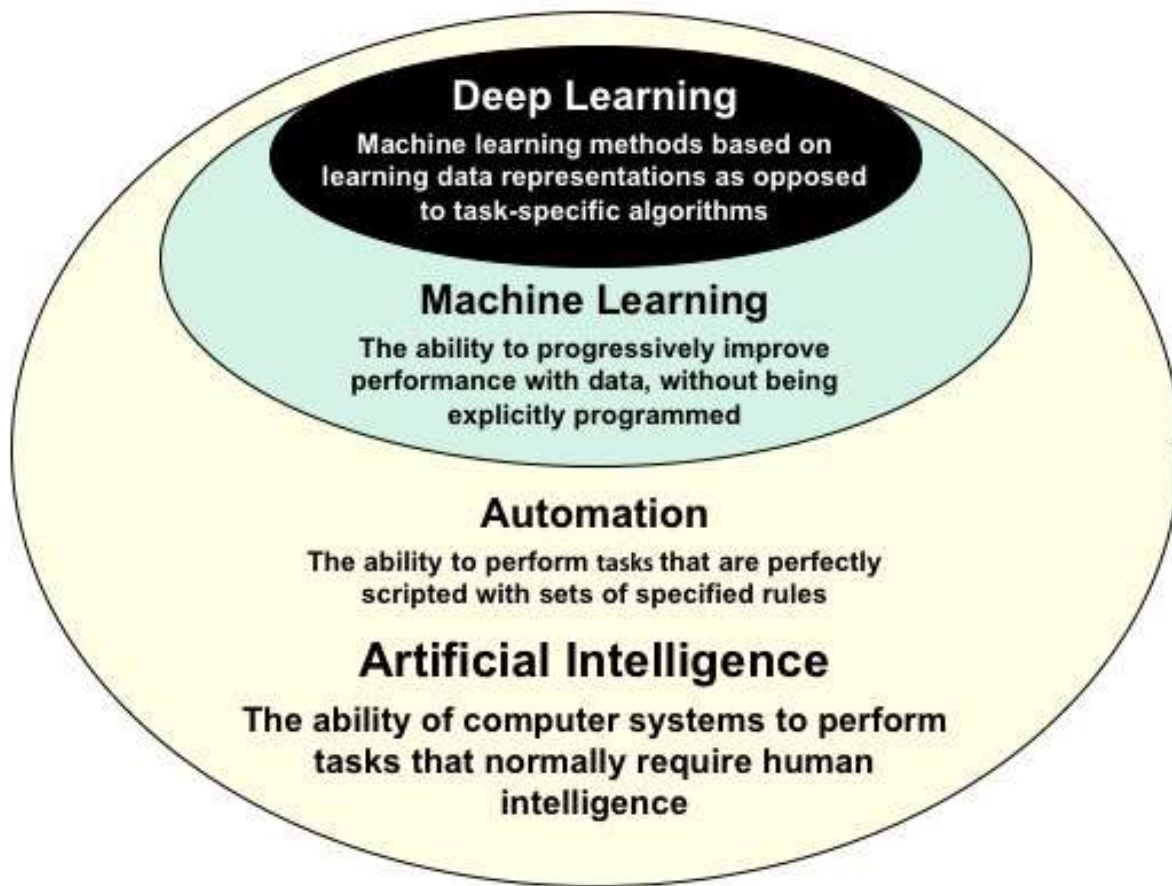 Deep Learning
Machine learning methods based on
learning data representations as opposed
to task-specific algorithms
Machine Learning
The ability to progressively improve
performance with data, without being
explicitly programmed
Automation
The ability to perform tasks that are perfectly
scripted with sets of specified rules
Artificial Intelligence
The ability of computer systems to perform
tasks that normally require human
intelligence